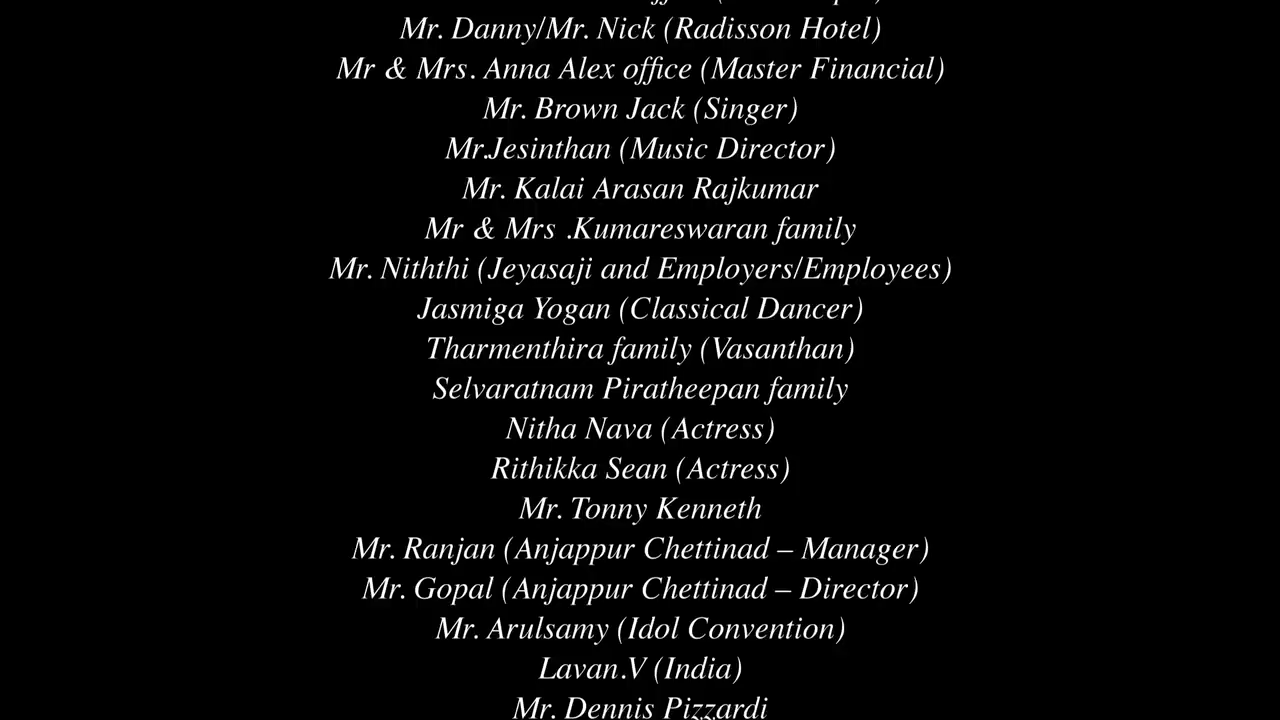 Mr. Danny/Mr. Nick (Radisson Hotel)
Mr & Mrs. Anna Alex office (Master Financial)
Mr. Brown Jack (Singer)
Mr.Jesinthan (Music Director)
Mr. Kalai Arasan Rajkumar
Mr & Mrs .Kumareswaran family
Mr. Niththi (Jeyasaji and Employers/Employees)
Jasmiga Yogan (Classical Dancer)
Tharmenthira family (Vasanthan)
Selvaratnam Piratheepan family
Nitha Nava (Actress)
Rithikka Sean (Actress)
Mr. Tonny Kenneth
Mr. Ranjan (Anjappur Chettinad – Manager)
Mr. Gopal (Anjappur Chettinad – Director)
Mr. Arulsamy (Idol Convention)
Lavan.V (India)
Mr. Dennis Pizzardi